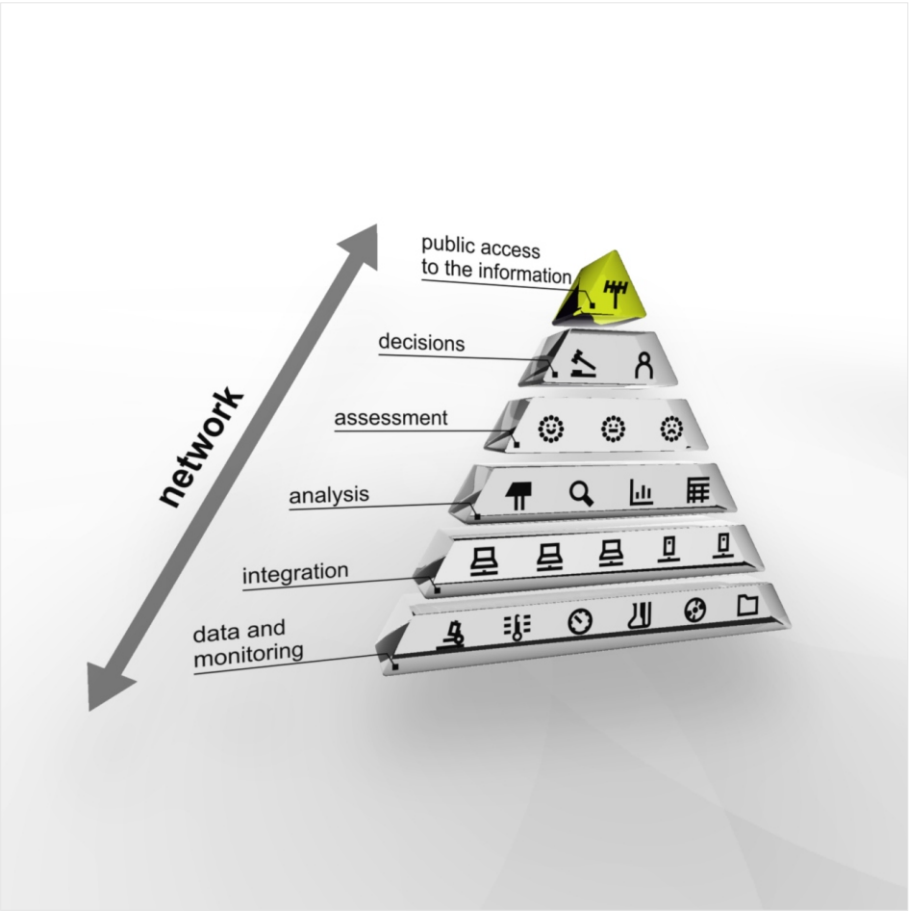 public access
to the information
decisions
assessment
network
analysis
integration
data and
monitoring